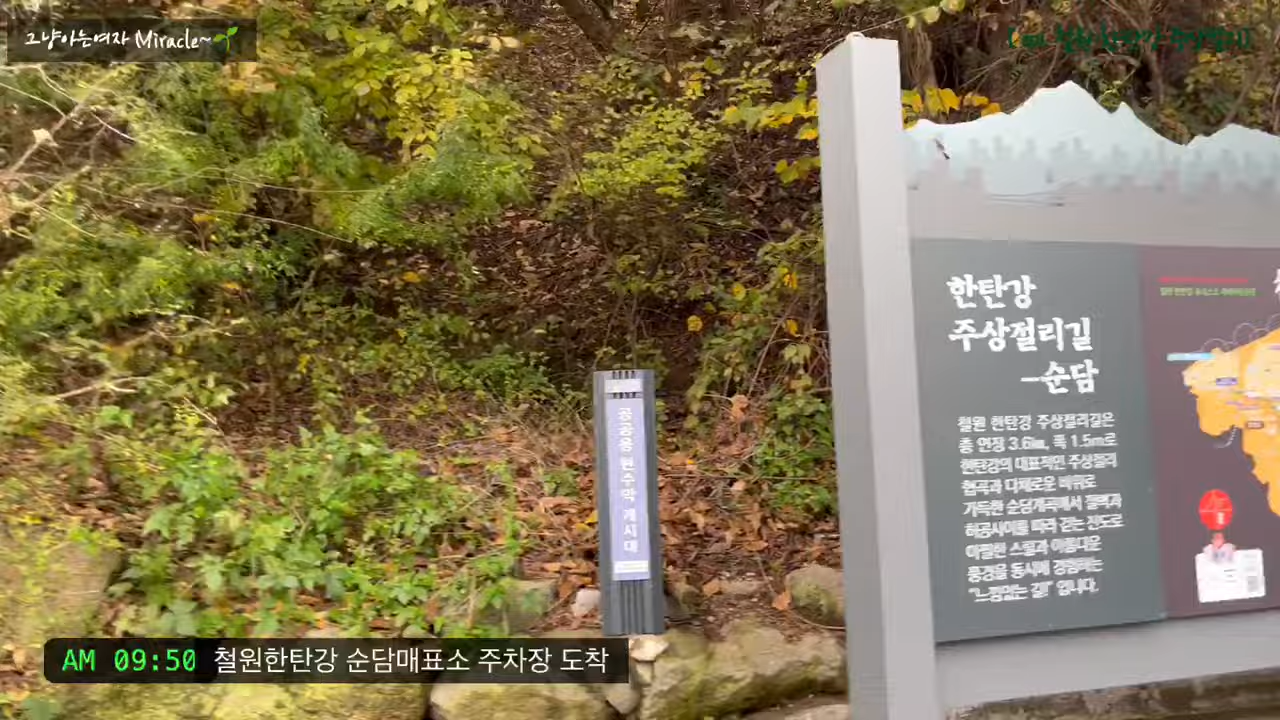 그냥아는여자 Miracle~
한탄강
주상절리길
-순담
철원 한탄강 주상절리길은
총 연장 3.6km, 폭 1.5m로
한탄강의 대표적인 주상절리
협곡과 다채로운 바위로
가득한 순담계곡에서 절벽과
허공사이를 따라 걷는 잔도로
아찔한 스릴과 아름다운
풍경을 동시에 경험하는
"느낌있는 길!" 입니다.
공공용 현수막 게시대
AM 09:50 철원한탄강 순담매표소 주차장 도착